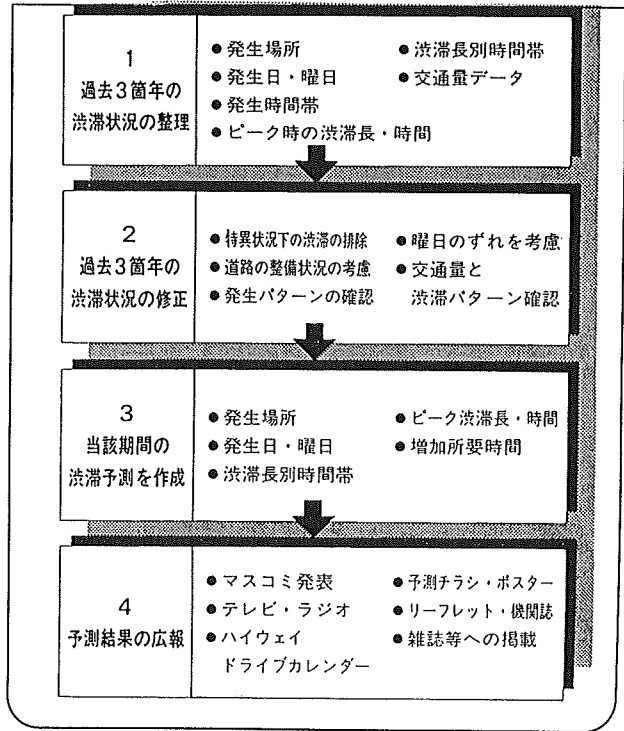 1
過去3箇年の
渋滞状況の整理
●発生場所
●発生日・曜日
●発生時間帯
●ピーク時の渋滞長・時間
●渋滞長別時間帯
●交通量データ
2
過去3箇年の
渋滞状況の修正
●特異状況下の渋滞の排除
●道路の整備状況の考慮
●発生パターンの確認
●曜日のずれを考慮
●交通量と
渋滞パターン確認
3
当該期間の
渋滞予測を作成
●発生場所
●発生日・曜日
●渋滞長別時間帯
●ピーク渋滞長・時間
●増加所要時間
4
予測結果の広報
●マスコミ発表
●テレビ・ラジオ
●ハイウェイ
ドライブカレンダー
●予測チラシ・ポスター
●リーフレット・機関誌
●雑誌等への掲載